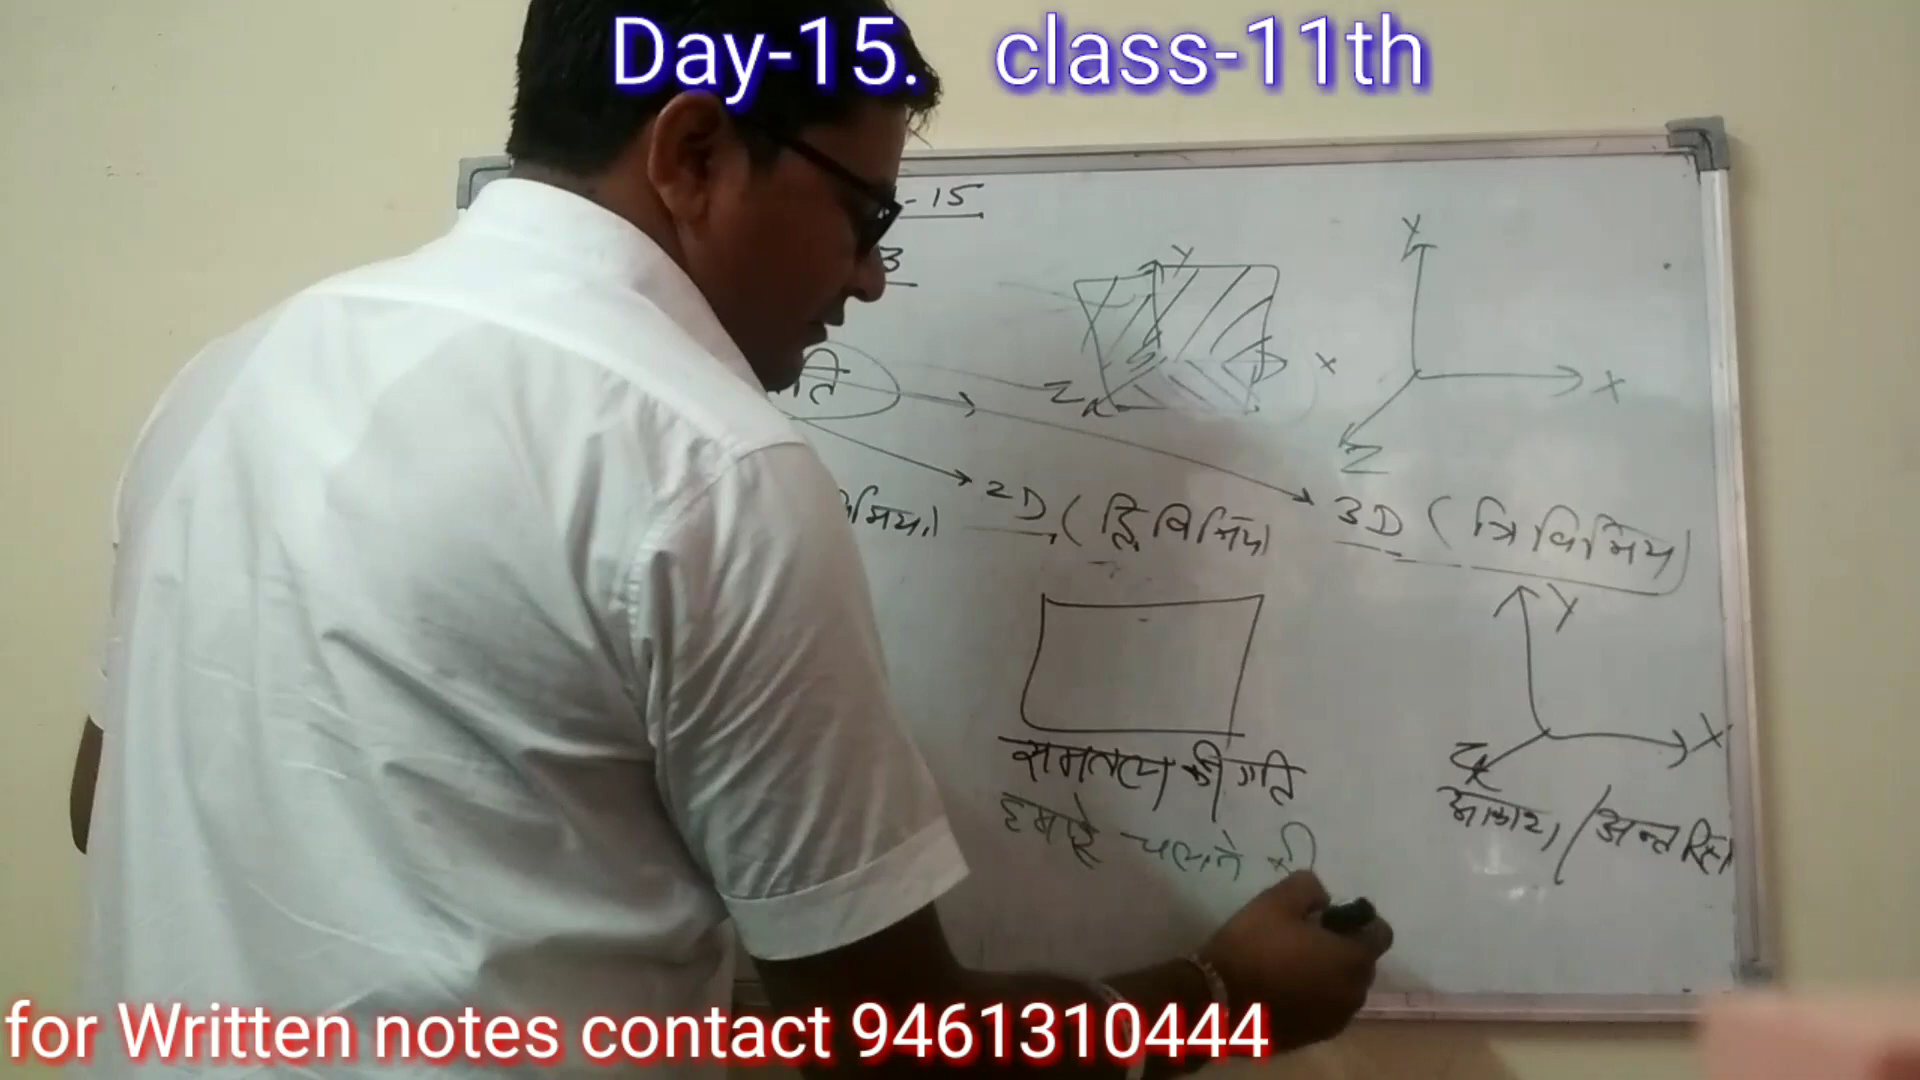 Day-15. class-11th
- 15
3
Y
X
Z
Y
X
Z
2D ( द्विविमिय)
3D ( त्रिविमिय)
Y
X
Z
समतल की गति
हमारे चलने की
आकाश / अन्तरिक्ष
for Written notes contact 9461310444